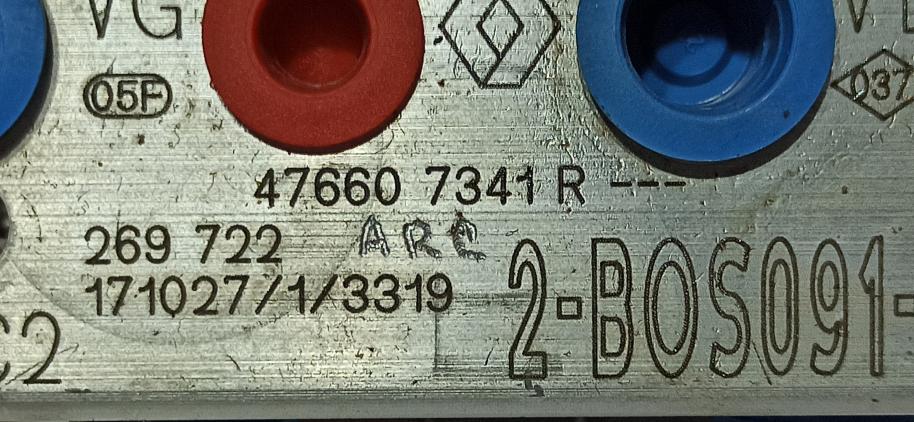 VG
05F
037
47660 7341 R ---
269 722 ARC
171027/1/3319
2-BOS091-
C2